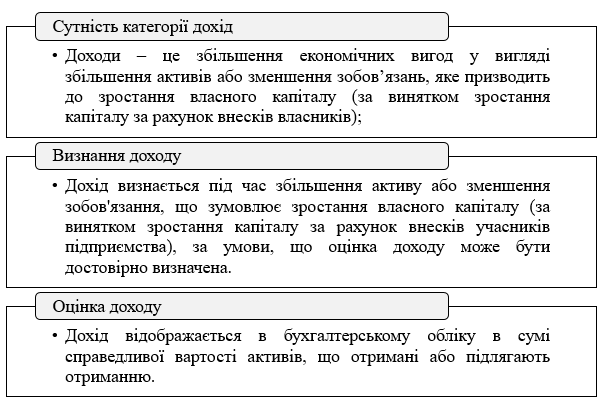 Сутність категорії дохід
• Доходи – це збільшення економічних вигод у вигляді
збільшення активів або зменшення зобов’язань, яке призводить
до зростання власного капіталу (за винятком зростання
капіталу за рахунок внесків власників);
Визнання доходу
• Дохід визнається під час збільшення активу або зменшення
зобов'язання, що зумовлює зростання власного капіталу (за
винятком зростання капіталу за рахунок внесків учасників
підприємства), за умови, що оцінка доходу може бути
достовірно визначена.
Оцінка доходу
• Дохід відображається в бухгалтерському обліку в сумі
справедливої вартості активів, що отримані або підлягають
отриманню.